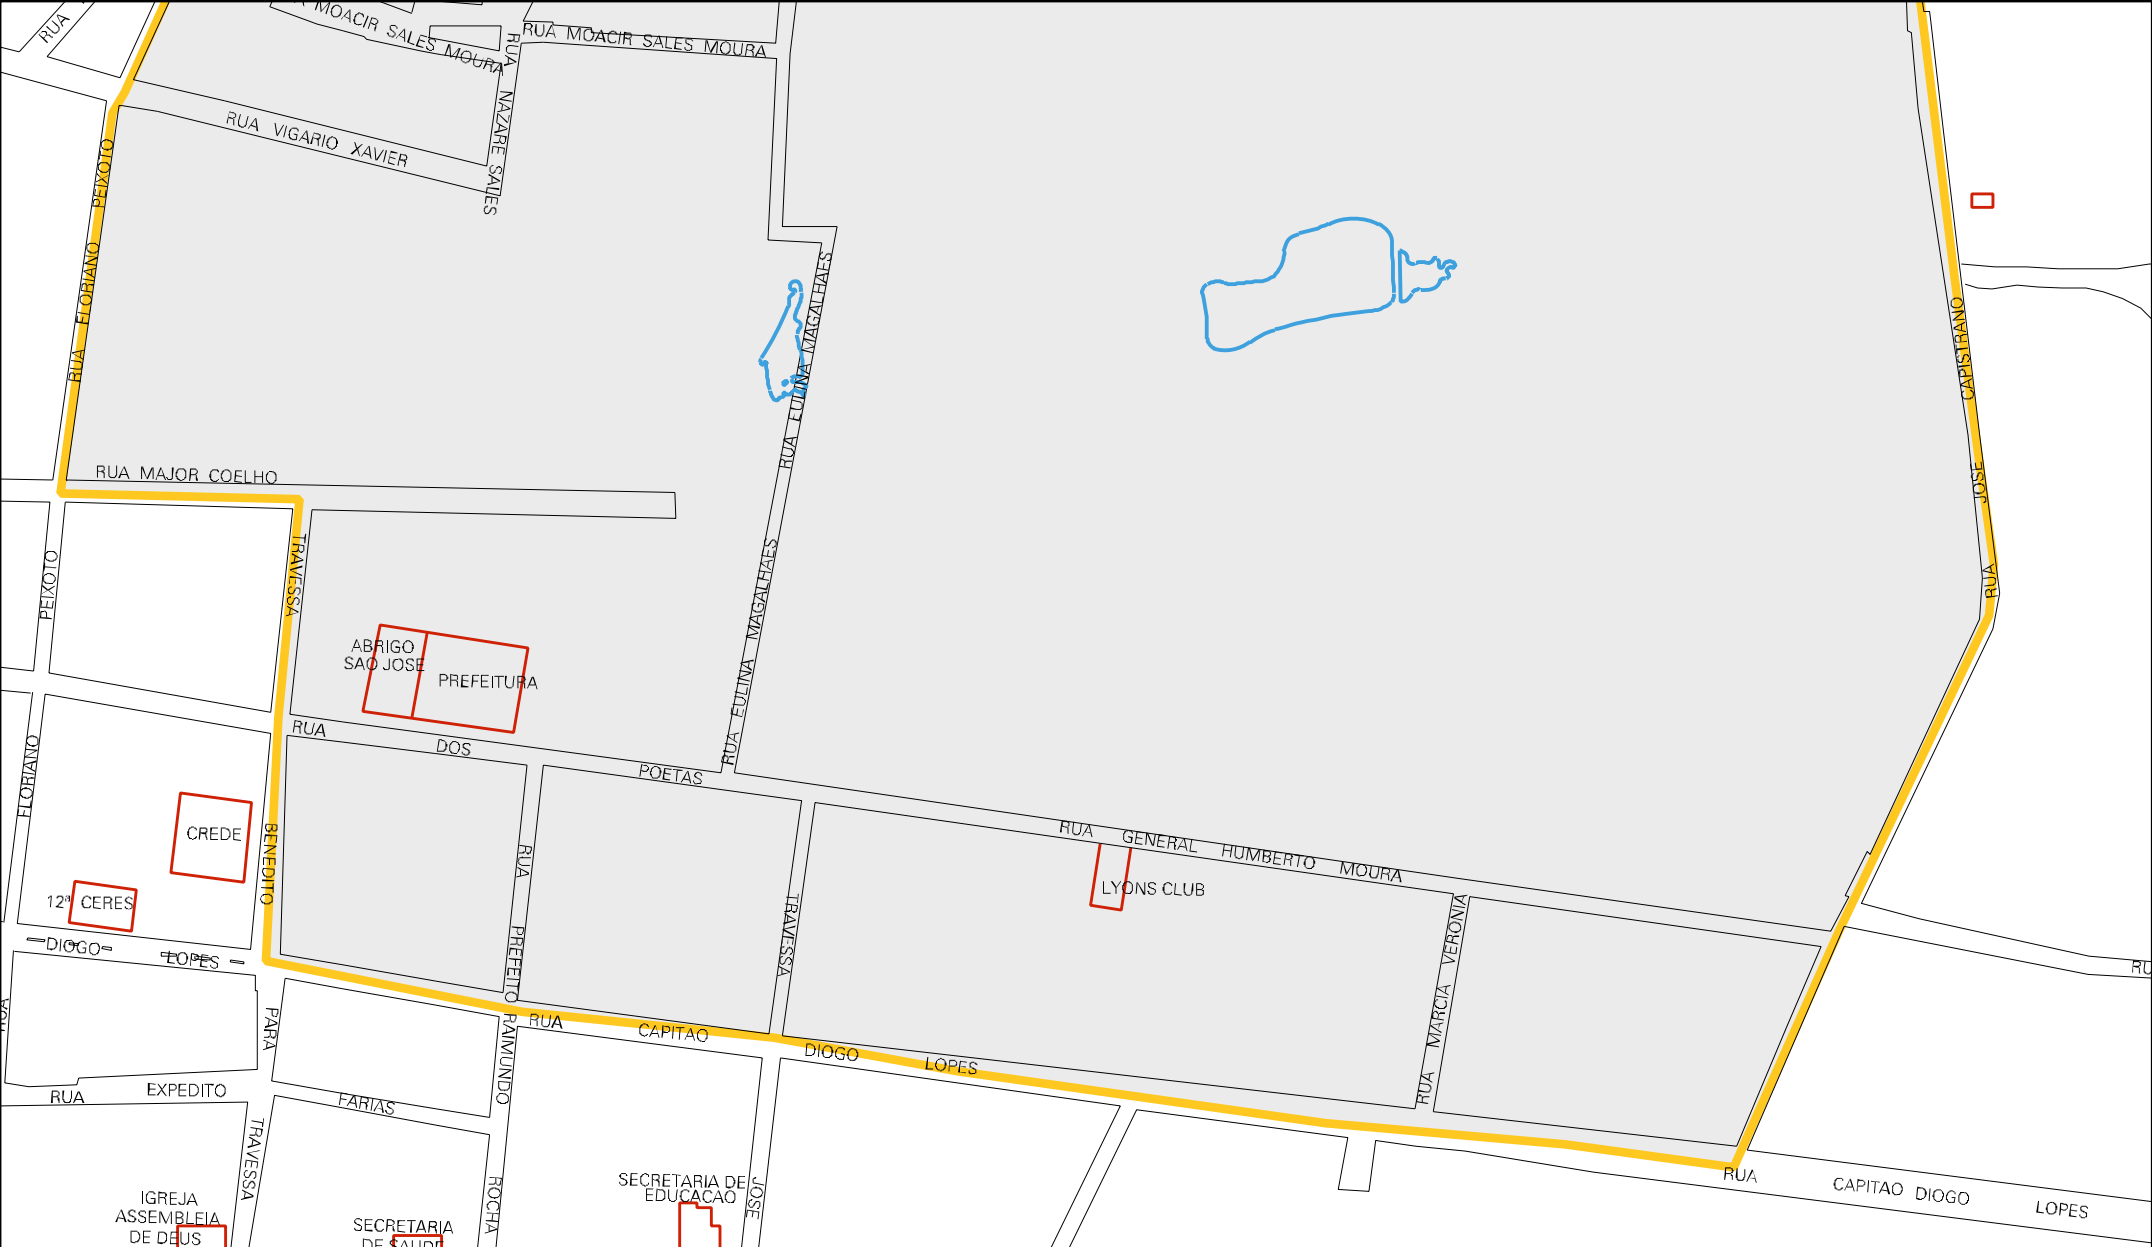 RUA
MOACIR SALES MOURA
RUA MOACIR SALES MOURA
RUA NAZARE SALES
RUA VIGARIO XAVIER
RUA FLORIANO PEIXOTO
RUA EULINA MAGALHAES
RUA JOSE CAPISTRANO
RUA MAJOR COELHO
TRAVESSA
PEIXOTO
RUA EULINA MAGALHAES
ABRIGO
SAO JOSE
PREFEITURA
RUA DOS POETAS
FLORIANO
CREDE
BENEDITO
12ª CERES
RUA GENERAL HUMBERTO MOURA
LYONS CLUB
RUA PREFEITO RAIMUNDO
TRAVESSA
RUA MARCIA VERONIA
DIOGO LOPES
RUA CAPITAO DIOGO LOPES
PARA
RUA EXPEDITO FARIAS
TRAVESSA
ROCHA
JOSE
SECRETARIA DE
EDUCACAO
RUA CAPITAO DIOGO LOPES
IGREJA
ASSEMBLEIA
DE DEUS
SECRETARIA
DE SAUDE